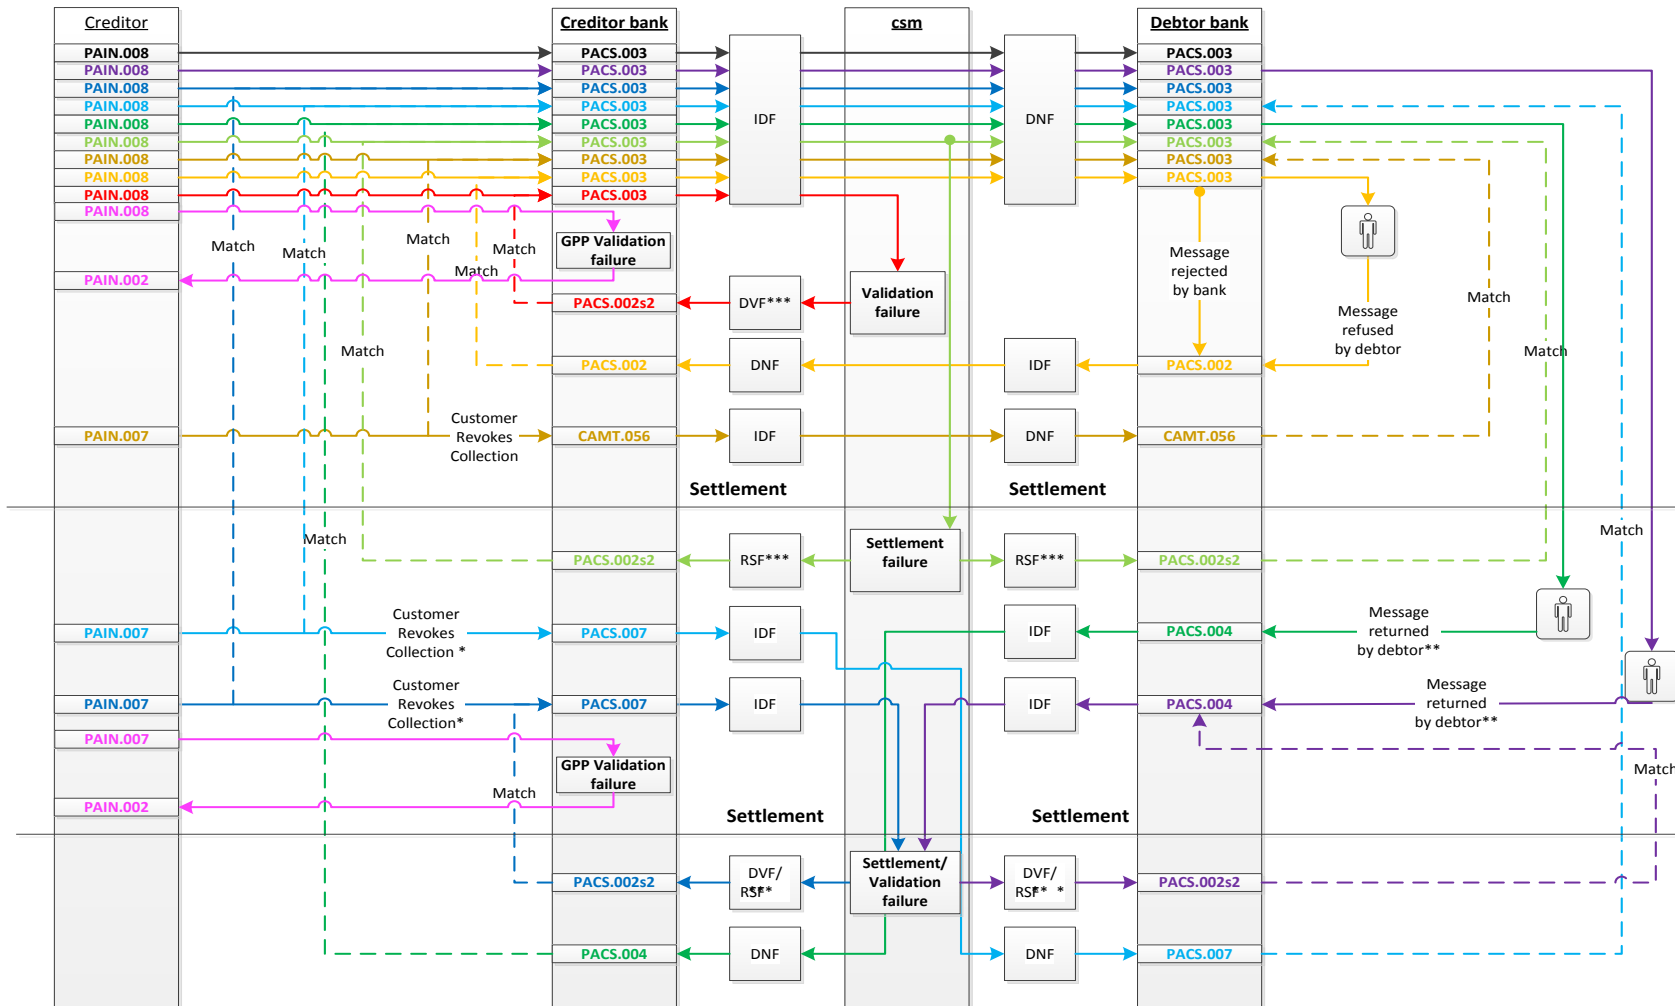 Creditor
Creditor bank
csm
Debtor bank
PAIN.008
PACS.003
PACS.003
PAIN.008
PACS.003
PACS.003
PAIN.008
PACS.003
PACS.003
PAIN.008
PACS.003
PACS.003
PAIN.008
PACS.003
PACS.003
PAIN.008
PACS.003
PACS.003
PAIN.008
PACS.003
PACS.003
PAIN.008
PACS.003
PACS.003
PAIN.008
PACS.003
PAIN.008
IDF
DNF
Match
Match
Match
Match
Match
GPP Validation
failure
Message
rejected
by bank
PAIN.002
PACS.002s2
DVF***
Validation
failure
Match
Message
refused
by debtor
Match
Match
PACS.002
DNF
IDF
PACS.002
PAIN.007
Customer
Revokes
Collection
CAMT.056
IDF
DNF
CAMT.056
Settlement
Settlement
Match
Match
PACS.002s2
RSF***
Settlement
failure
RSF***
PACS.002s2
PAIN.007
Customer
Revokes
Collection *
PACS.007
IDF
IDF
PACS.004
Message
returned
by debtor**
PAIN.007
Customer
Revokes
Collection*
PACS.007
IDF
IDF
PACS.004
Message
returned
by debtor**
PAIN.007
GPP Validation
failure
Match
Match
PAIN.002
Settlement
Settlement
PACS.002s2
DVF/
RSF***
Settlement/
Validation
failure
DVF/
RSF** *
PACS.002s2
PACS.004
DNF
DNF
PACS.007